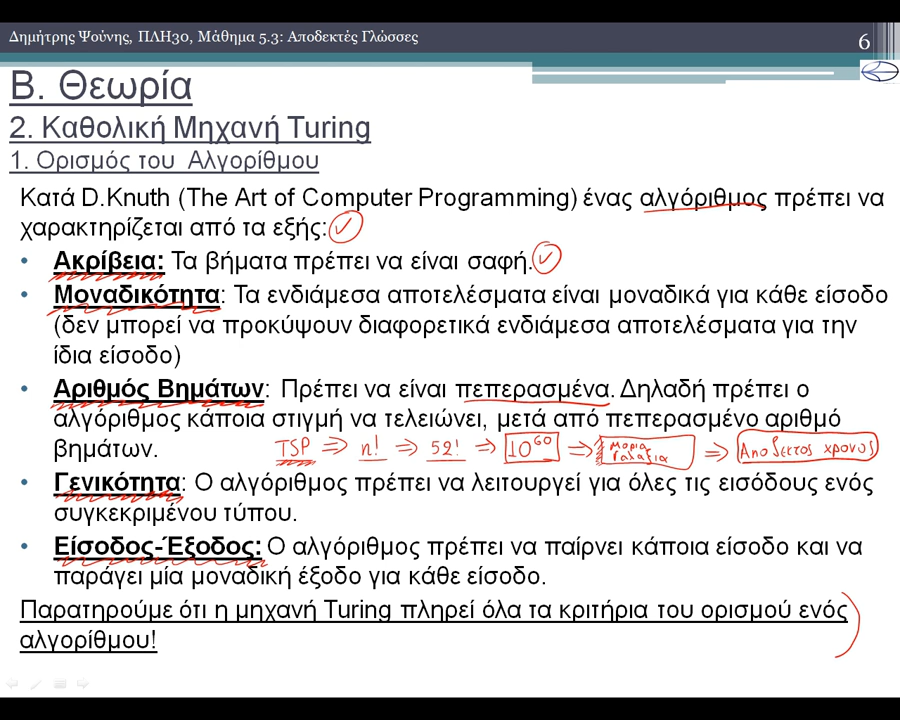 Δημήτρης Ψούνης, ΠΛΗ30, Μάθημα 5.3: Αποδεκτές Γλώσσες
6
Β. Θεωρία
2. Καθολική Μηχανή Turing
1. Ορισμός του Αλγορίθμου
Κατά D.Knuth (The Art of Computer Programming) ένας αλγόριθμος πρέπει να
χαρακτηρίζεται από τα εξής:
• Ακρίβεια: Τα βήματα πρέπει να είναι σαφή.
• Μοναδικότητα: Τα ενδιάμεσα αποτελέσματα είναι μοναδικά για κάθε είσοδο
(δεν μπορεί να προκύψουν διαφορετικά ενδιάμεσα αποτελέσματα για την
ίδια είσοδο)
• Αριθμός Βημάτων: Πρέπει να είναι πεπερασμένα. Δηλαδή πρέπει ο
αλγόριθμος κάποια στιγμή να τελειώνει, μετά από πεπερασμένο αριθμό
βημάτων.
TSP ⇒ n! ⇒ 52! ⇒ 10^60 ⇒ μορια γαλαξια ⇒ Αποδεκτος χρονος
• Γενικότητα: Ο αλγόριθμος πρέπει να λειτουργεί για όλες τις εισόδους ενός
συγκεκριμένου τύπου.
• Είσοδος-Έξοδος: Ο αλγόριθμος πρέπει να παίρνει κάποια είσοδο και να
παράγει μία μοναδική έξοδο για κάθε είσοδο.
Παρατηρούμε ότι η μηχανή Turing πληρεί όλα τα κριτήρια του ορισμού ενός
αλγορίθμου!